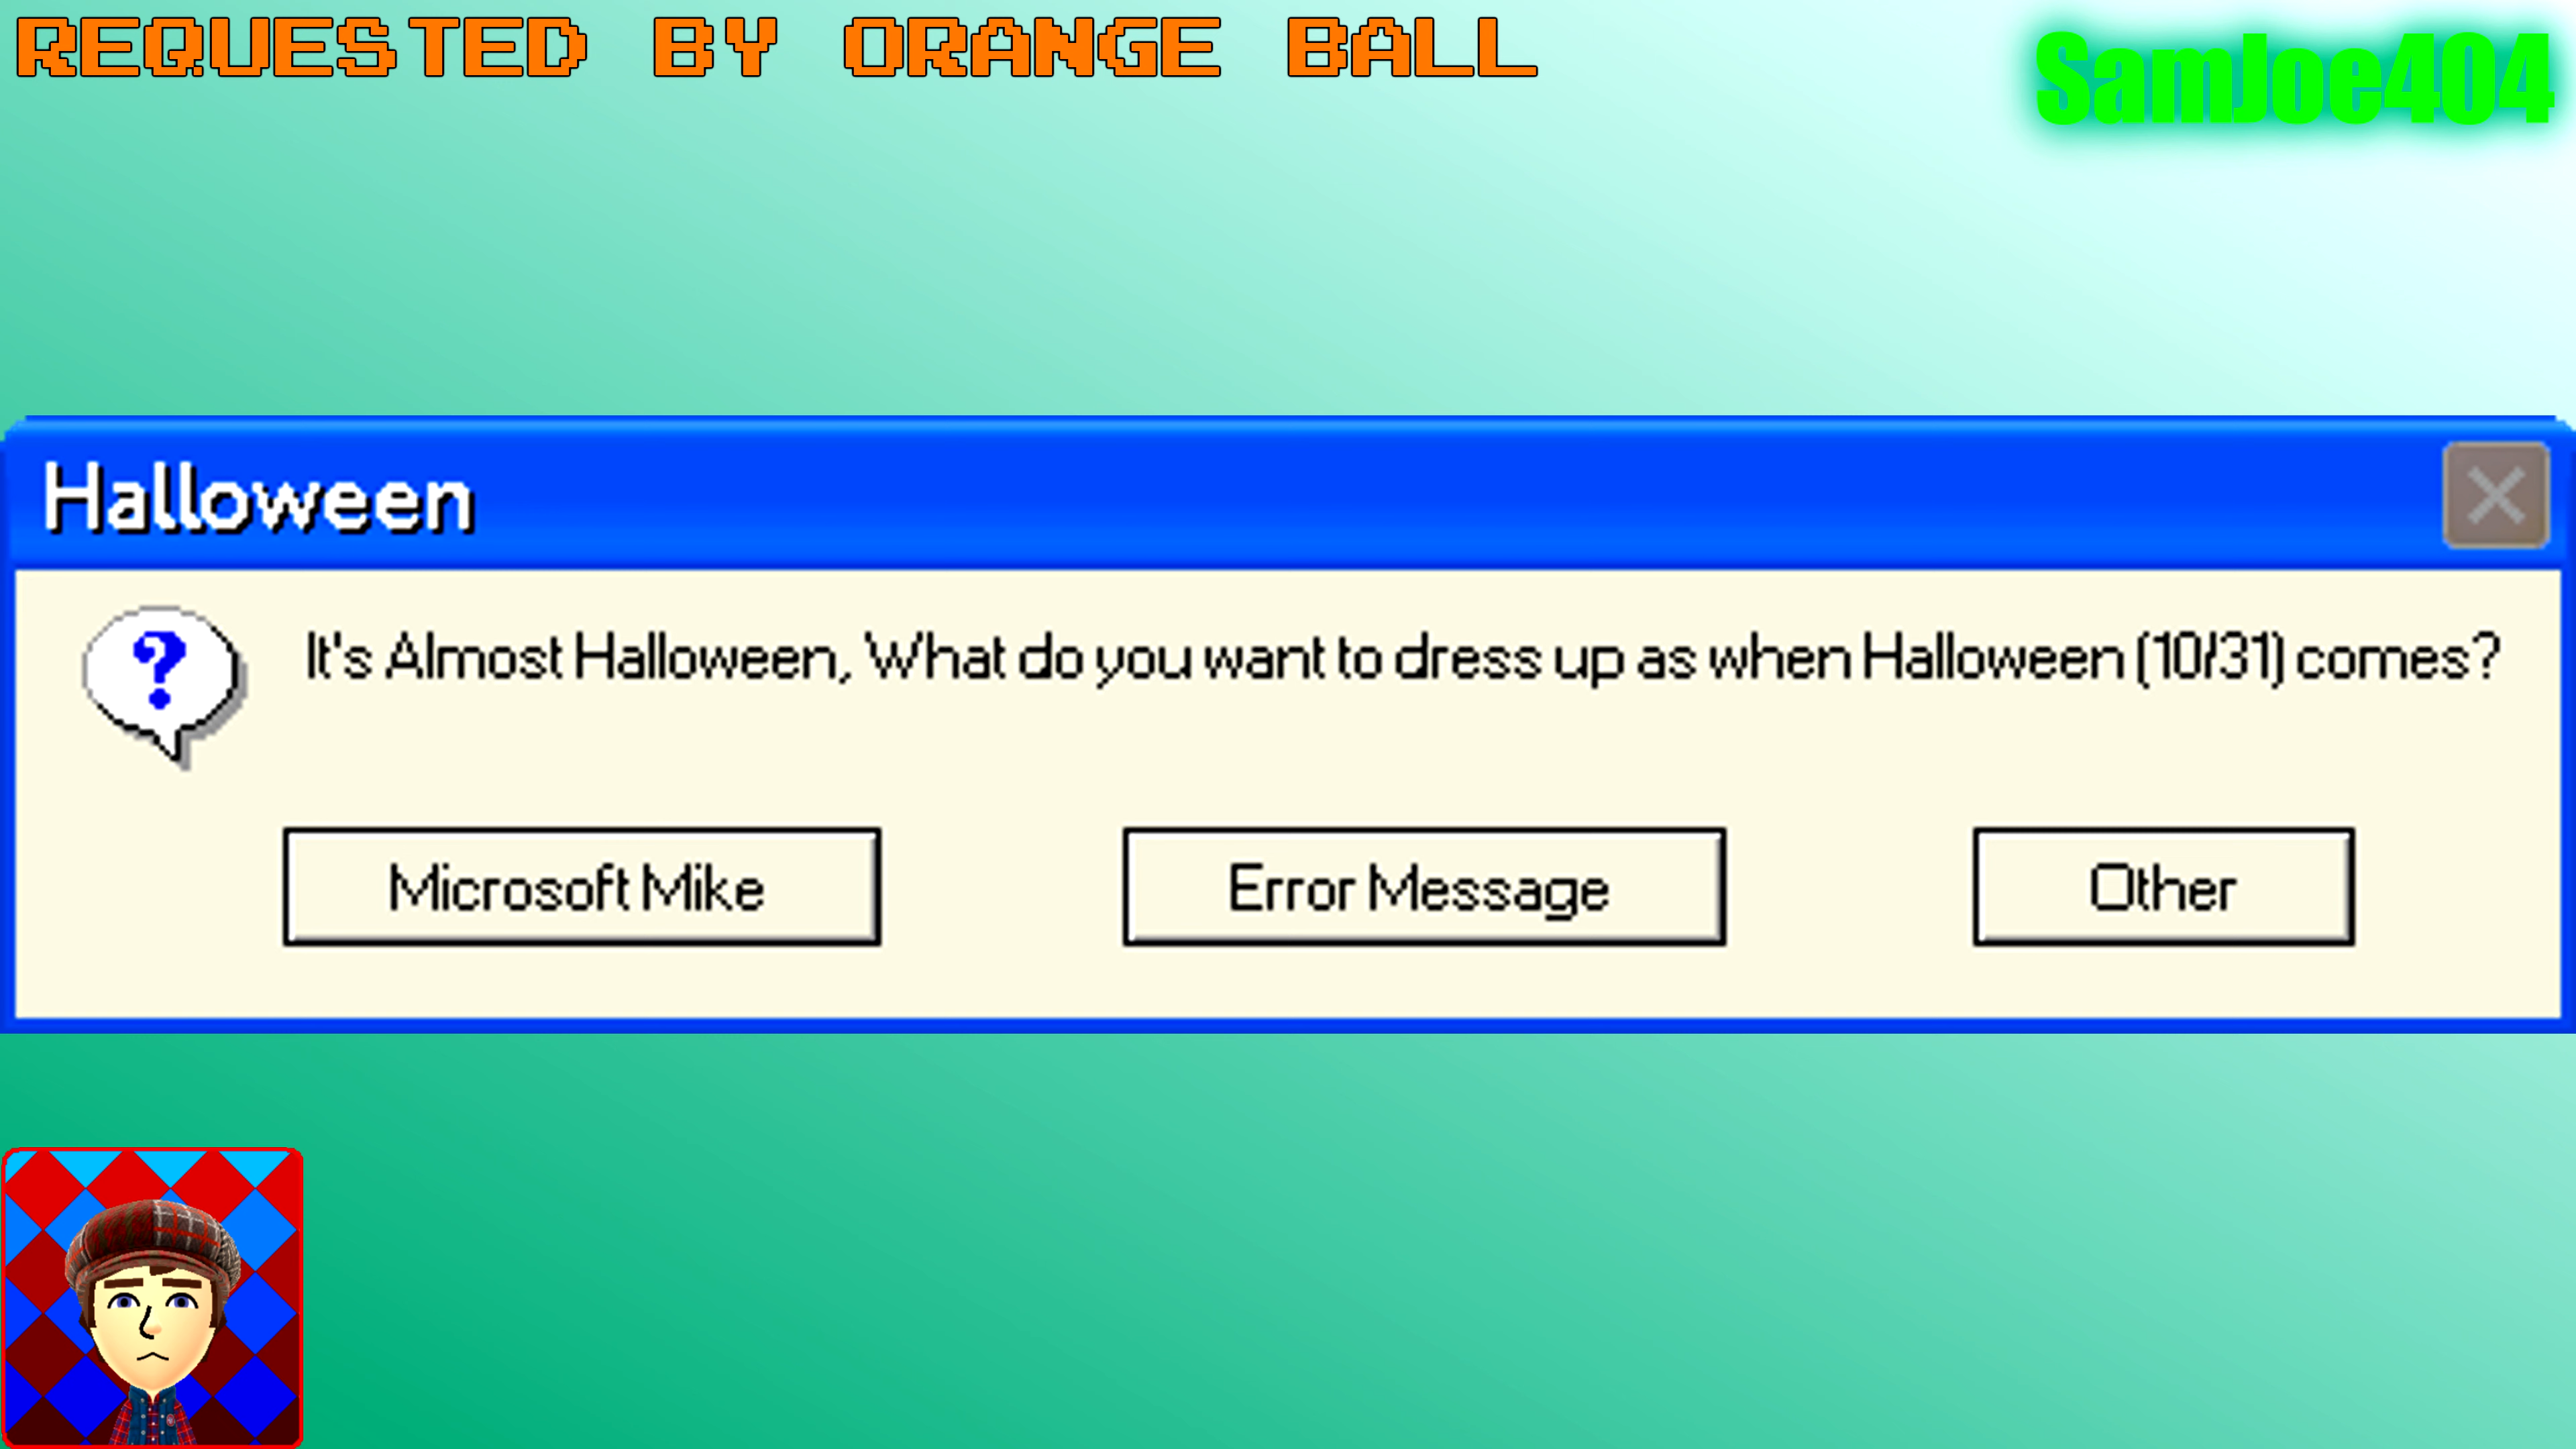 REQUESTED BY ORANGE BALL
SamJoe404
Halloween
?
It's Almost Halloween, What do you want to dress up as when Halloween (10/31) comes?
Microsoft Mike
Error Message
Other